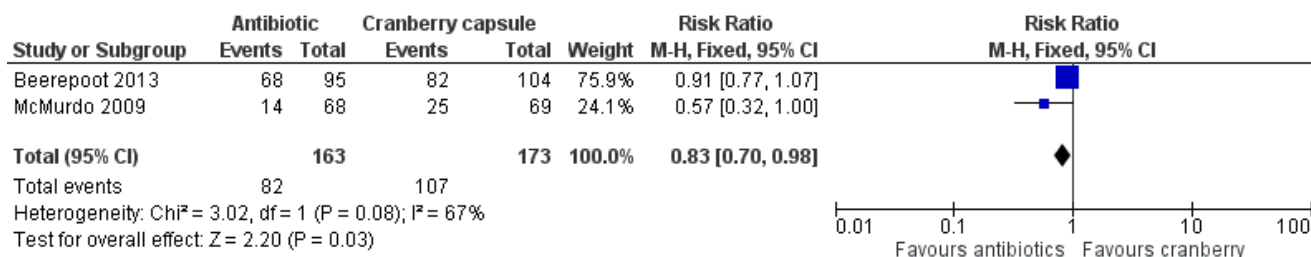 Antibiotic Cranberry capsule Risk Ratio Risk Ratio
Study or Subgroup Events Total Events Total Weight M-H, Fixed, 95% CI M-H, Fixed, 95% CI
Beerepoot 2013 68 95 82 104 75.9% 0.91 [0.77, 1.07]
McMurdo 2009 14 68 25 69 24.1% 0.57 [0.32, 1.00]
Total (95% CI) 163 173 100.0% 0.83 [0.70, 0.98]
Total events 82 107
Heterogeneity: Chi² = 3.02, df = 1 (P = 0.08); I² = 67%
Test for overall effect: Z = 2.20 (P = 0.03)
0.01 0.1 1 10 100
Favours antibiotics Favours cranberry